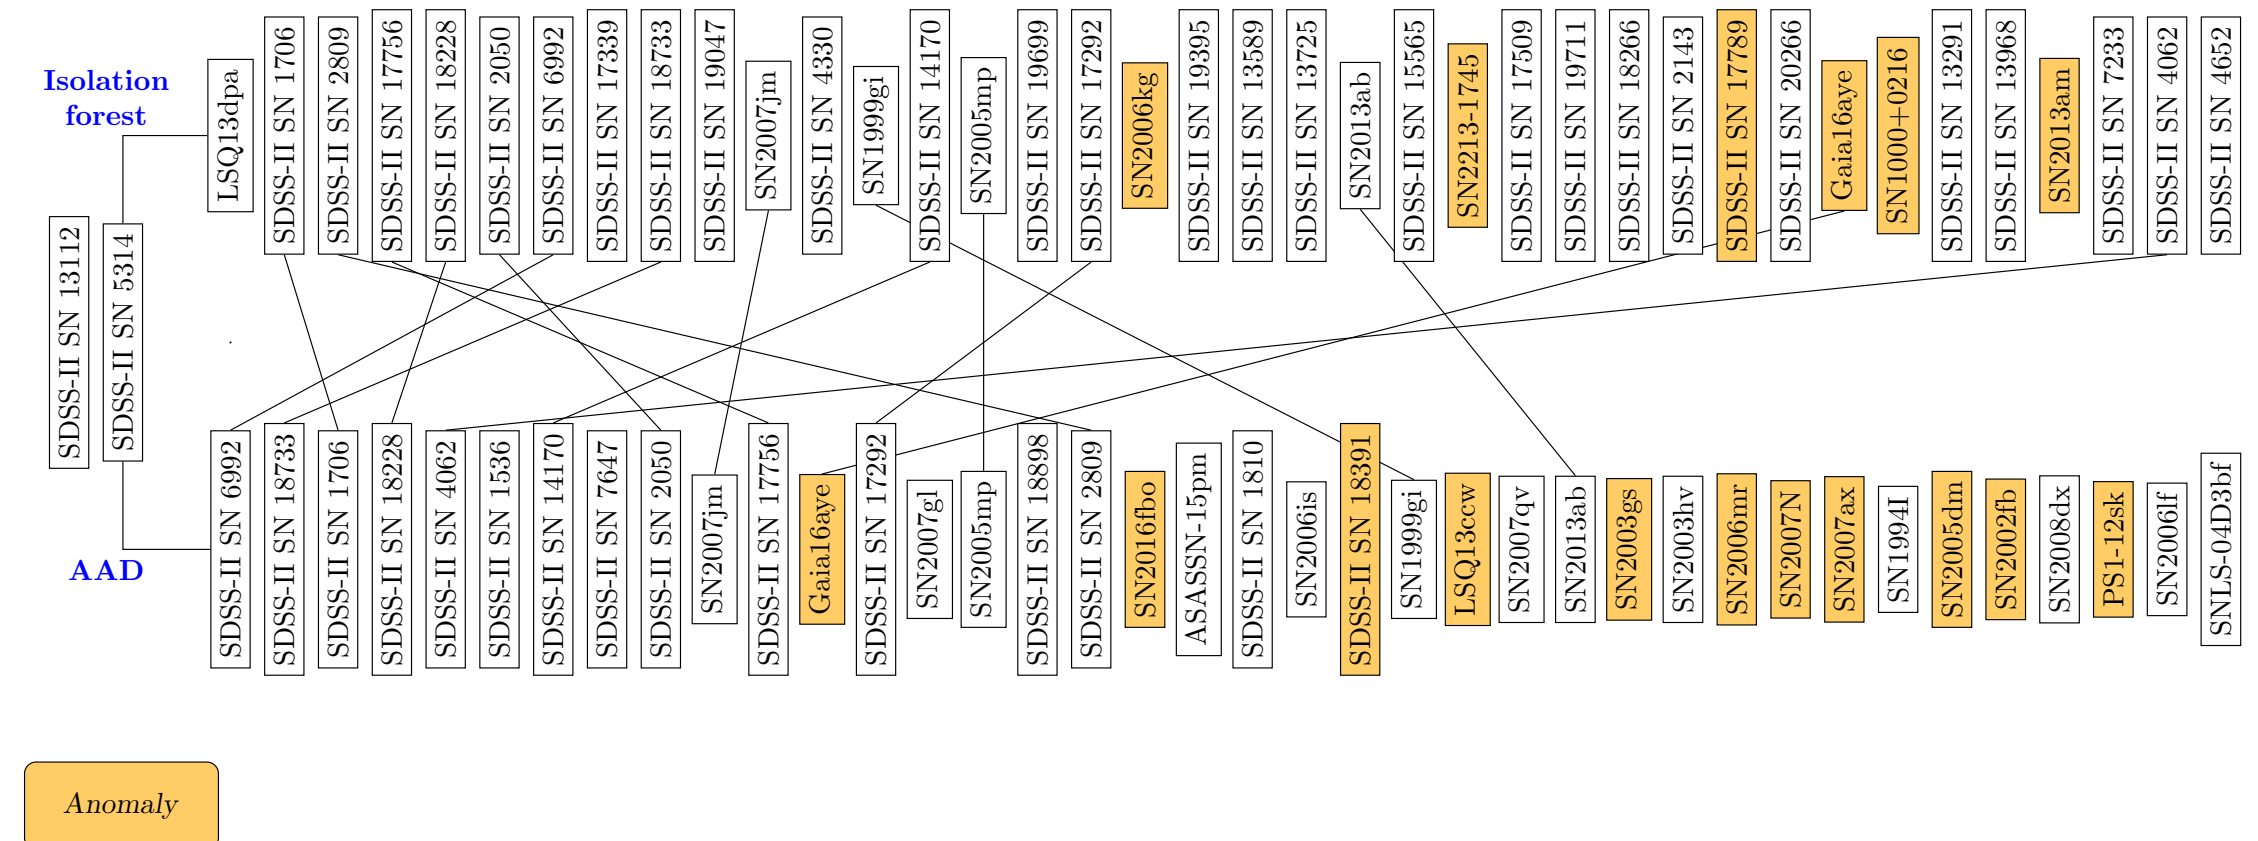 Isolation
forest
SDSS-II SN 13112
SDSS-II SN 5314
LSQ13dpa
SDSS-II SN 1706
SDSS-II SN 2809
SDSS-II SN 17756
SDSS-II SN 18228
SDSS-II SN 2050
SDSS-II SN 6992
SDSS-II SN 17339
SDSS-II SN 18733
SDSS-II SN 19047
SN2007jm
SDSS-II SN 4330
SN1999gi
SDSS-II SN 14170
SN2005mp
SDSS-II SN 19699
SDSS-II SN 17292
SN2006kg
SDSS-II SN 19395
SDSS-II SN 13589
SDSS-II SN 13725
SN2013ab
SDSS-II SN 15565
SN2213-1745
SDSS-II SN 17509
SDSS-II SN 19711
SDSS-II SN 18266
SDSS-II SN 2143
SDSS-II SN 17789
SDSS-II SN 20266
Gaia16aye
SN1000+0216
SDSS-II SN 13291
SDSS-II SN 13968
SN2013am
SDSS-II SN 7233
SDSS-II SN 4062
SDSS-II SN 4652
AAD
SDSS-II SN 6992
SDSS-II SN 18733
SDSS-II SN 1706
SDSS-II SN 18228
SDSS-II SN 4062
SDSS-II SN 1536
SDSS-II SN 14170
SDSS-II SN 7647
SDSS-II SN 2050
SN2007jm
SDSS-II SN 17756
Gaia16aye
SDSS-II SN 17292
SN2007gl
SN2005mp
SDSS-II SN 18898
SDSS-II SN 2809
SN2016fbo
ASASSN-15pm
SDSS-II SN 1810
SN2006is
SDSS-II SN 18391
SN1999gi
LSQ13ccw
SN2007qv
SN2013ab
SN2003gs
SN2003hv
SN2006mr
SN2007N
SN2007ax
SN1994I
SN2005dm
SN2002fb
SN2008dx
PS1-12sk
SN2006lf
SNLS-04D3bf
Anomaly